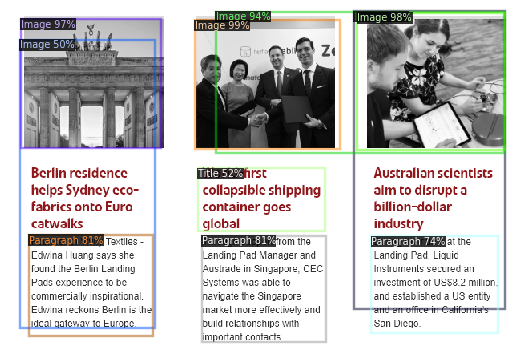 Image 97%
Image 50%
Berlin residence
helps Sydney eco-
fabrics onto Euro
catwalks
Paragraph 81%
Textiles -
Edwina Huang says she
found the Berlin Landing
Pads experience to be
commercially inspirational.
Edwina reckons Berlin is the
ideal gateway to Europe.
Image 94%
Image 99%
Title 52%
first
collapsible shipping
container goes
global
Paragraph 81%
from the
Landing Pad Manager and
Austrade in Singapore, CEC
Systems was able to
navigate the Singapore
market more effectively and
build relationships with
important contacts
Image 98%
Australian scientists
aim to disrupt a
billion-dollar
industry
Paragraph 74%
at the
Landing Pad, Liquid
Instruments secured an
investment of US$8.2 million,
and established a US entity
and an office in California's
San Diego.